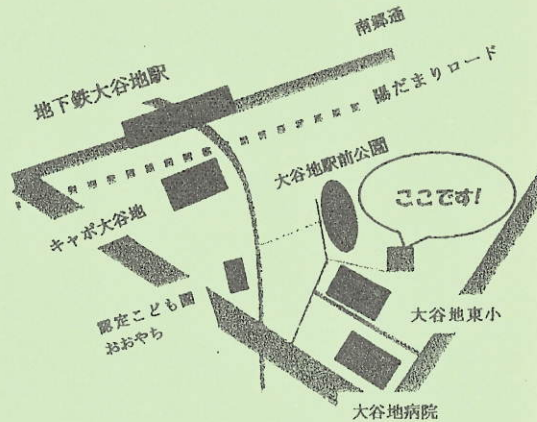 南郷通
地下鉄大谷地駅
陽だまりロード
大谷地駅前公園
ここです!
キャポ大谷地
認定こども園
おおやち
大谷地東小
大谷地病院